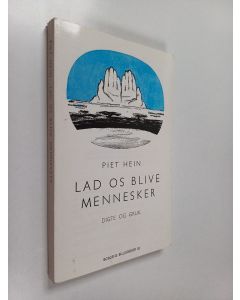 PIET HEIN
LAD OS BLIVE
MENNESKER
DIGTE OG GRUK